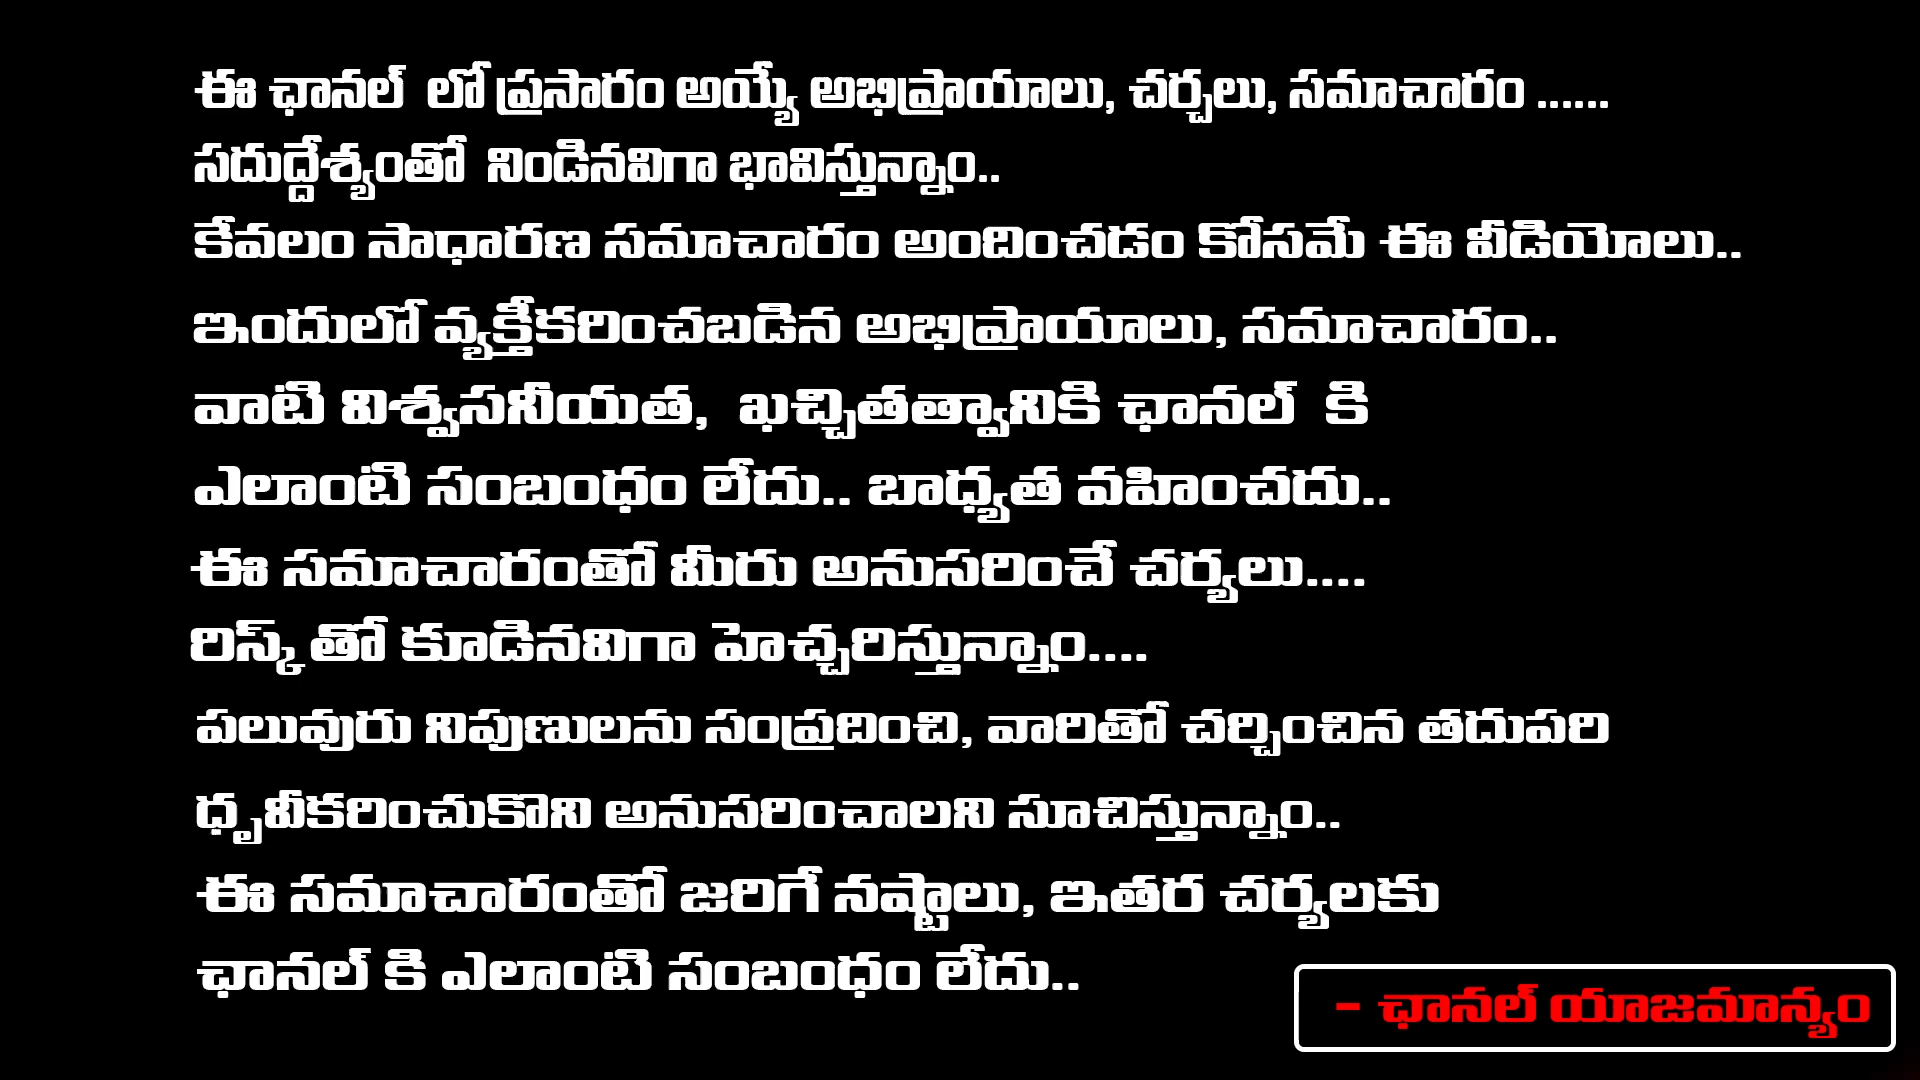 ఈ ఛానల్ లో ప్రసారం అయ్యే అభిప్రాయాలు, చర్చలు, సమాచారం ......
సదుద్దేశ్యంతో నిండినవిగా భావిస్తున్నాం..
కేవలం సాధారణ సమాచారం అందించడం కోసమే ఈ వీడియోలు..
ఇందులో వ్యక్తీకరించబడిన అభిప్రాయాలు, సమాచారం..
వాటి విశ్వసనీయత, ఖచ్చితత్వానికి ఛానల్ కి
ఎలాంటి సంబంధం లేదు.. బాధ్యత వహించదు..
ఈ సమాచారంతో మీరు అనుసరించే చర్యలు....
రిస్క్ తో కూడినవిగా హెచ్చరిస్తున్నాం....
పలువురు నిపుణులను సంప్రదించి, వారితో చర్చించిన తదుపరి
ధృవీకరించుకొని అనుసరించాలని సూచిస్తున్నాం..
ఈ సమాచారంతో జరిగే నష్టాలు, ఇతర చర్యలకు
ఛానల్ కి ఎలాంటి సంబంధం లేదు..
- ఛానల్ యాజమాన్యం